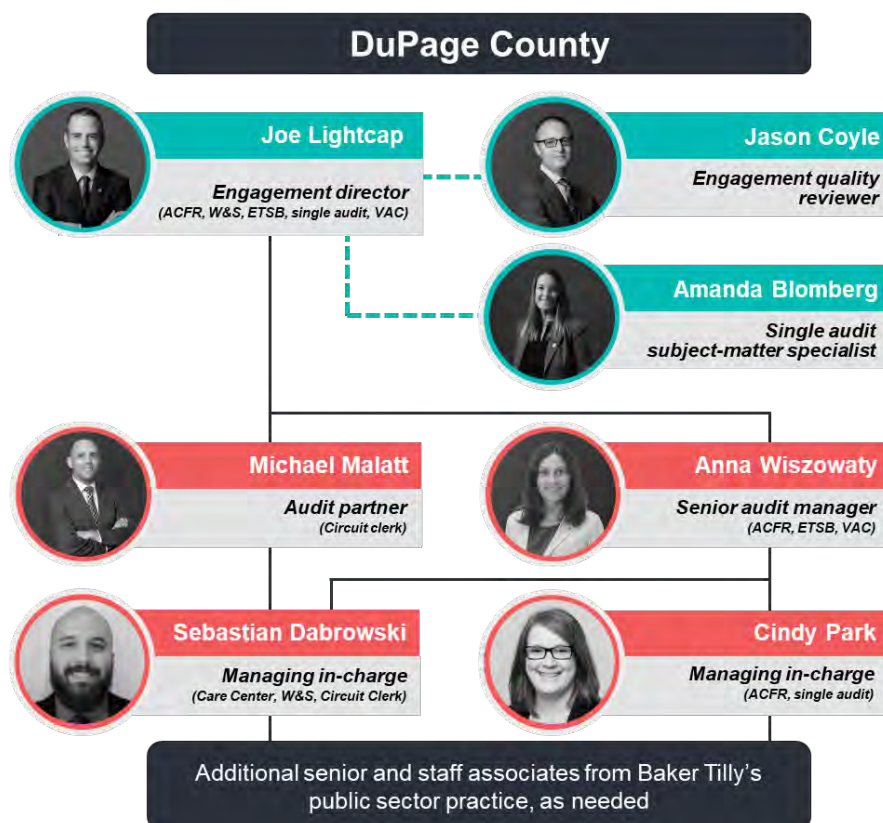 DuPage County
Joe Lightcap
Engagement director
(ACFR, W&S, ETSB, single audit, VAC)
Jason Coyle
Engagement quality
reviewer
Amanda Blomberg
Single audit
subject-matter specialist
Michael Malatt
Audit partner
(Circuit clerk)
Anna Wiszowaty
Senior audit manager
(ACFR, ETSB, VAC)
Sebastian Dabrowski
Managing in-charge
(Care Center, W&S, Circuit Clerk)
Cindy Park
Managing in-charge
(ACFR, single audit)
Additional senior and staff associates from Baker Tilly's
public sector practice, as needed